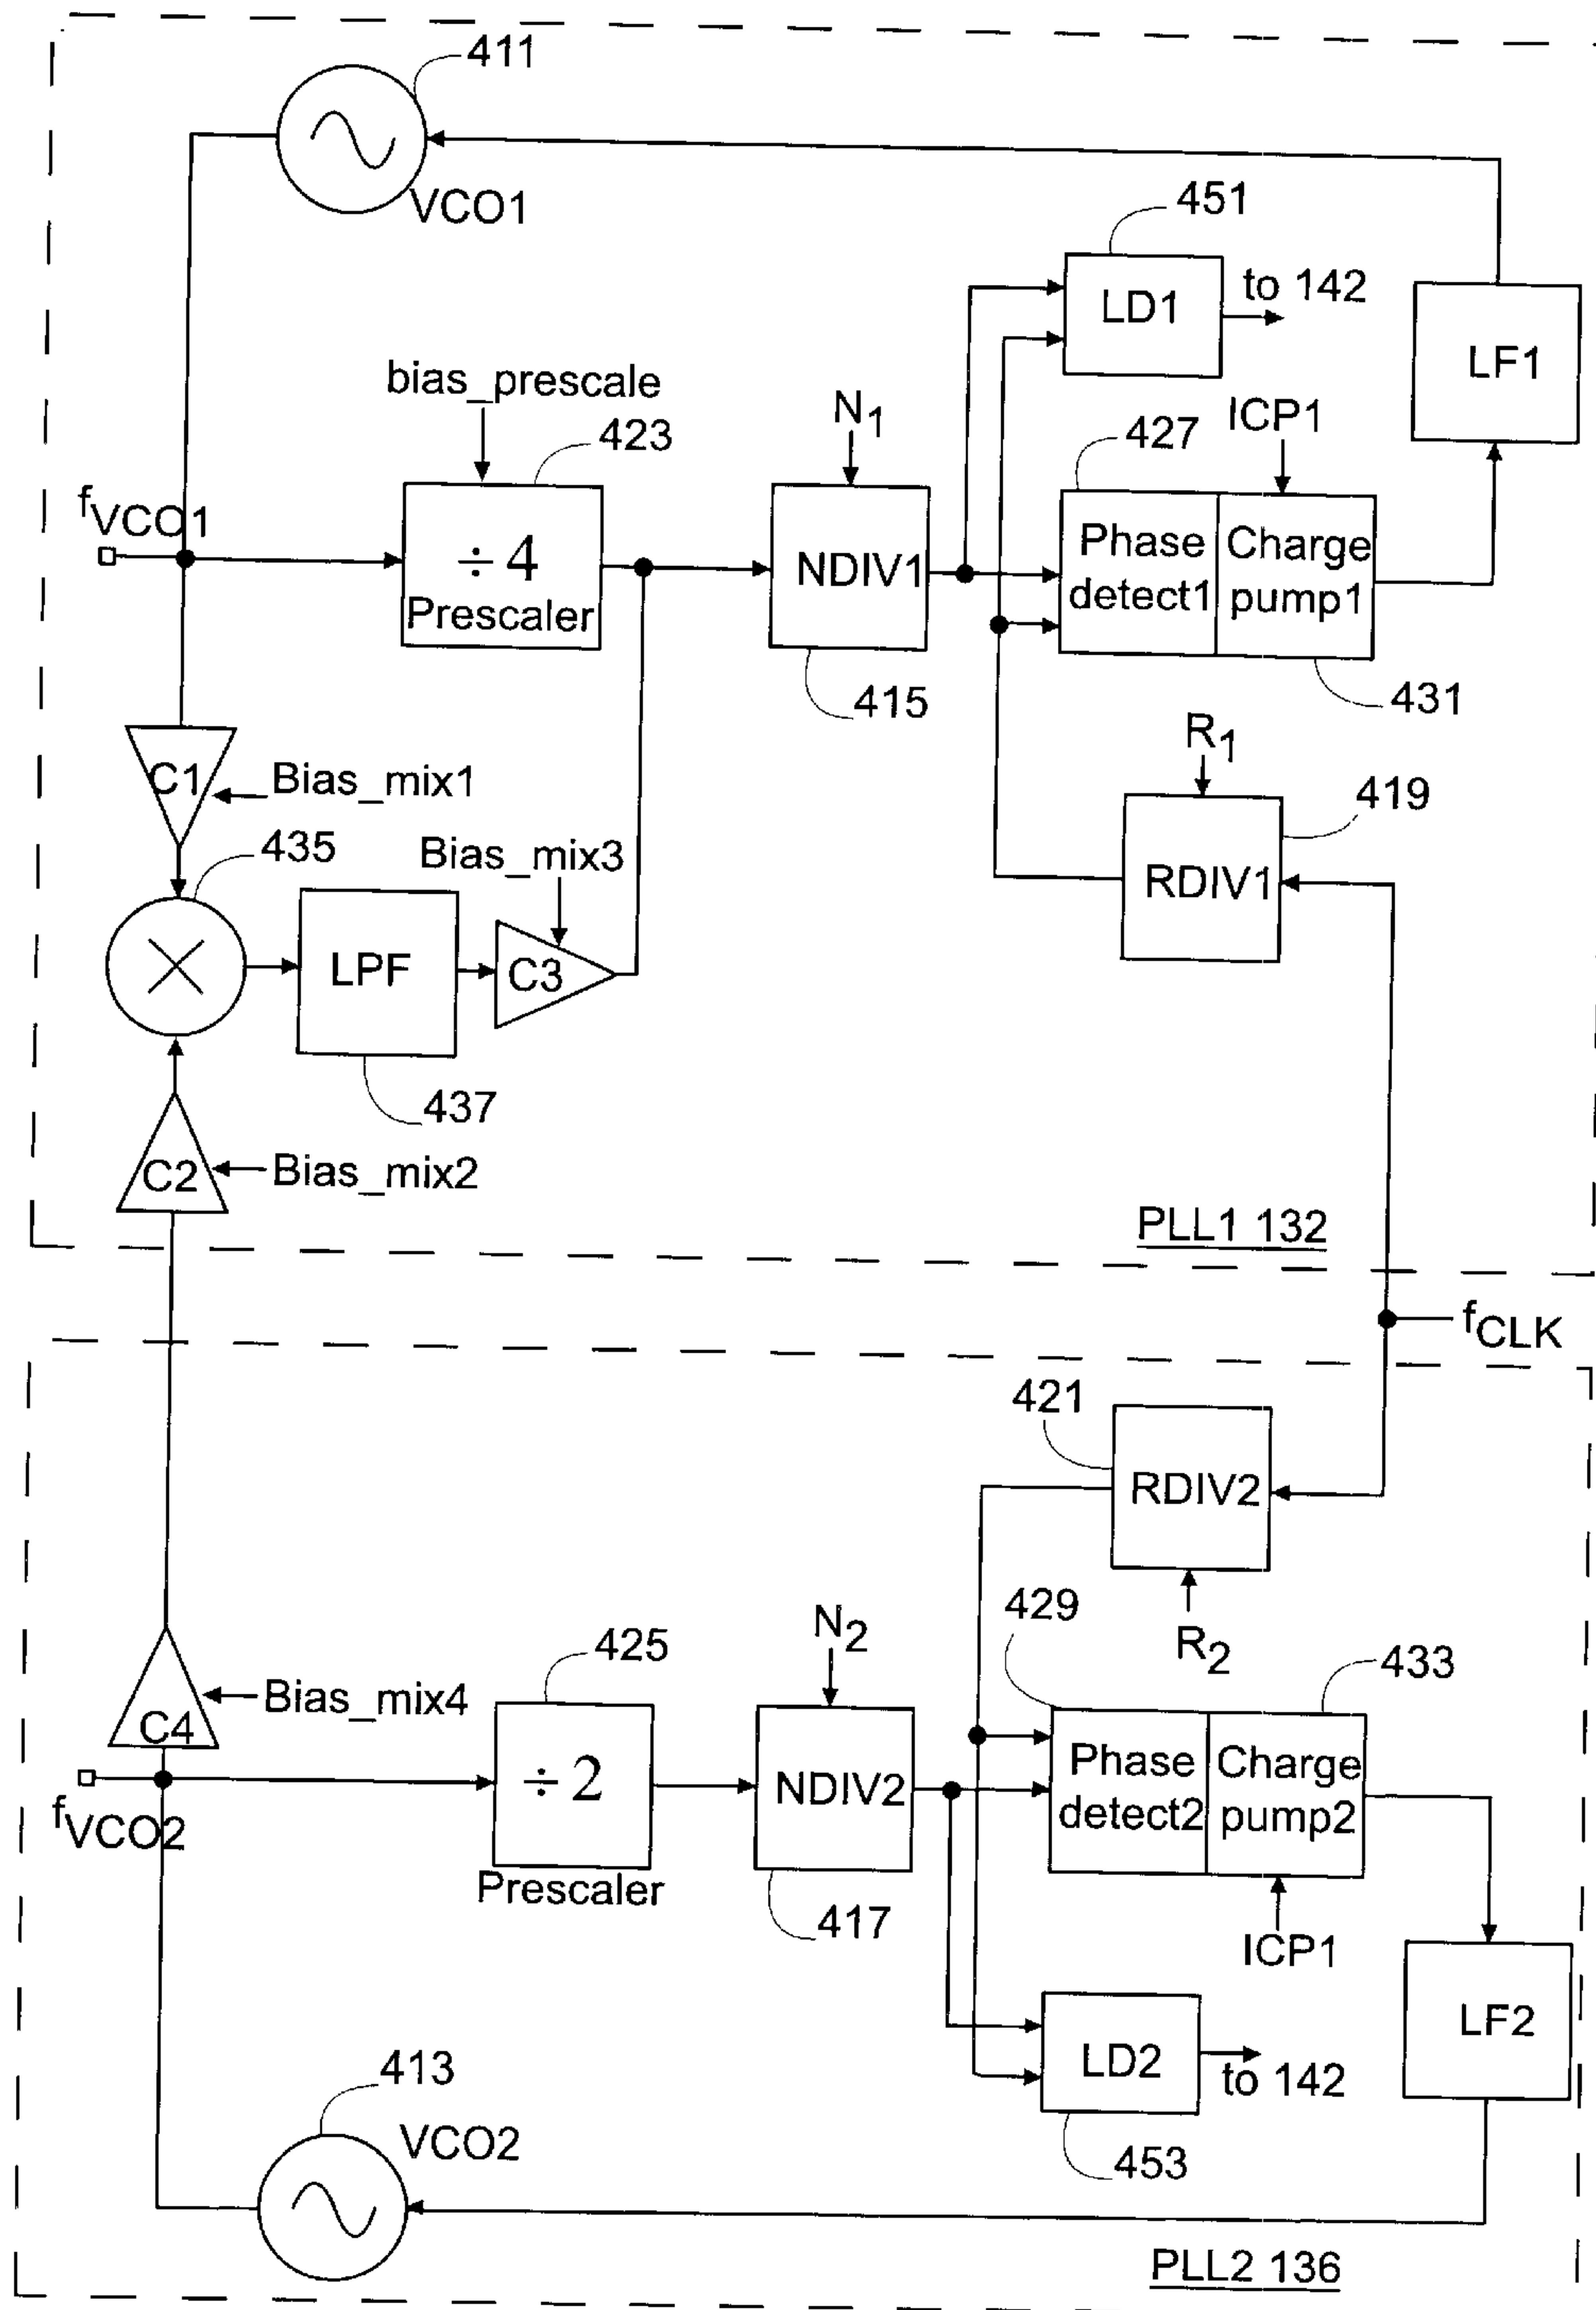 411
VCO1
451
LD1
to 142
LF1
bias_prescale
423
N1
ICP1
427
fVCO1
÷ 4
Prescaler
NDIV1
Phase
detect1
Charge
pump1
415
431
R1
C1
Bias_mix1
419
435
Bias_mix3
RDIV1
LPF
C3
437
C2
Bias_mix2
PLL1 132
fCLK
421
RDIV2
429
R2
N2
425
433
Bias_mix4
C4
÷ 2
NDIV2
Phase
detect2
Charge
pump2
fVCO2
Prescaler
417
ICP1
LF2
LD2
to 142
413
VCO2
453
PLL2 136